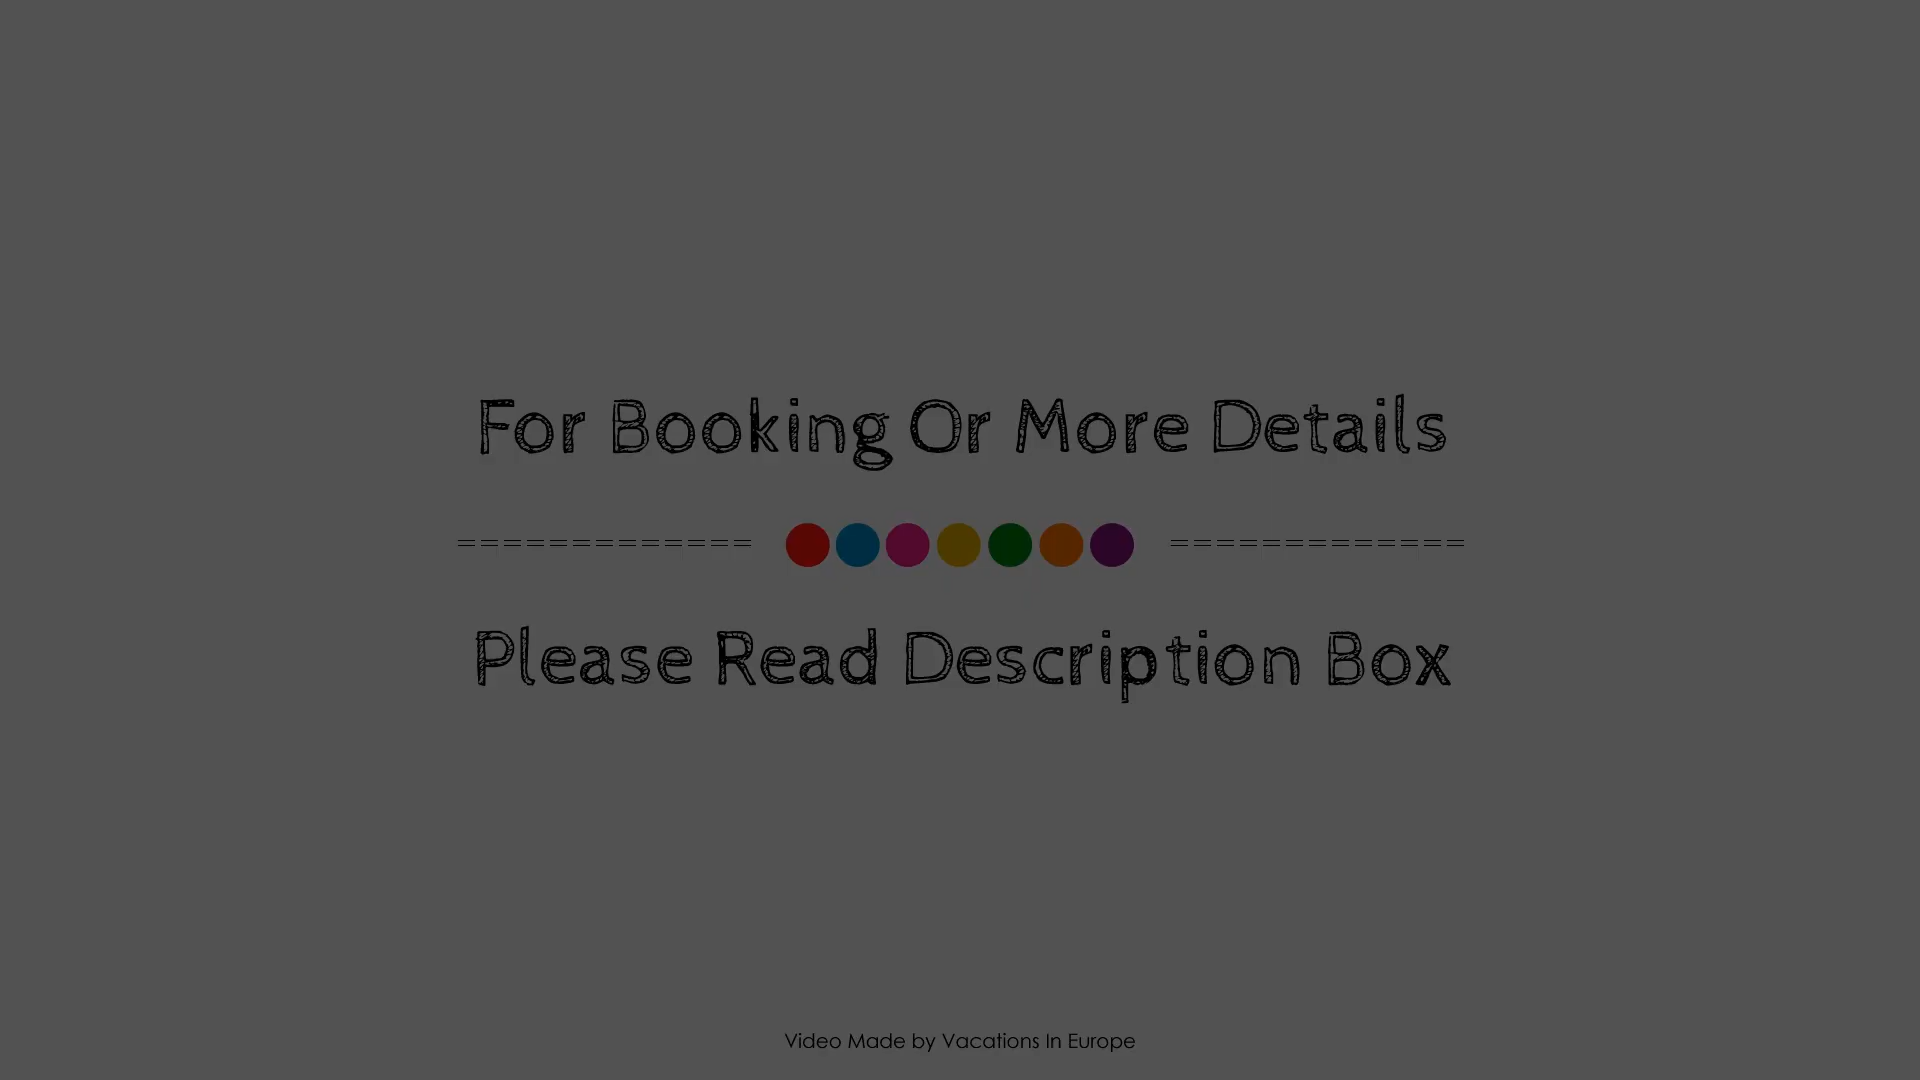 For Booking Or More Details
============= =============
Please Read Description Box
Video Made by Vacations In Europe